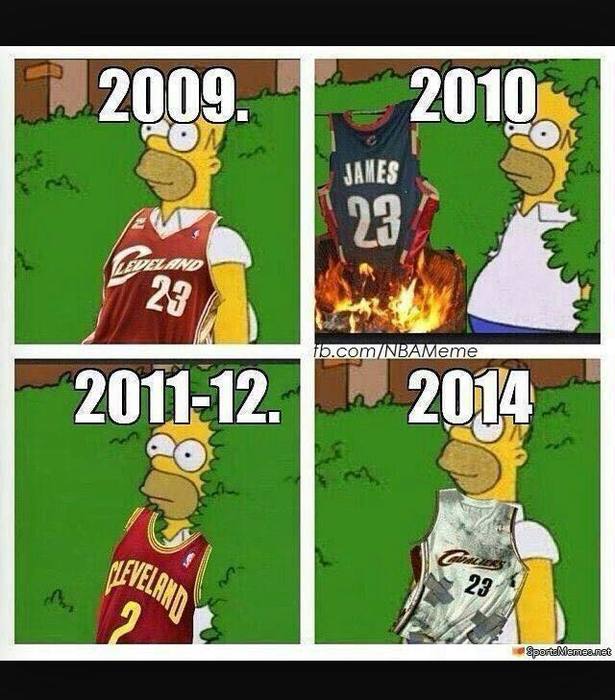 2009.
2010
JAMES
23
CLEVELAND
23
fb.com/NBAMeme
2011-12.
2014
CLEVELAND
2
CAVALIERS
23
SportsMemes.net